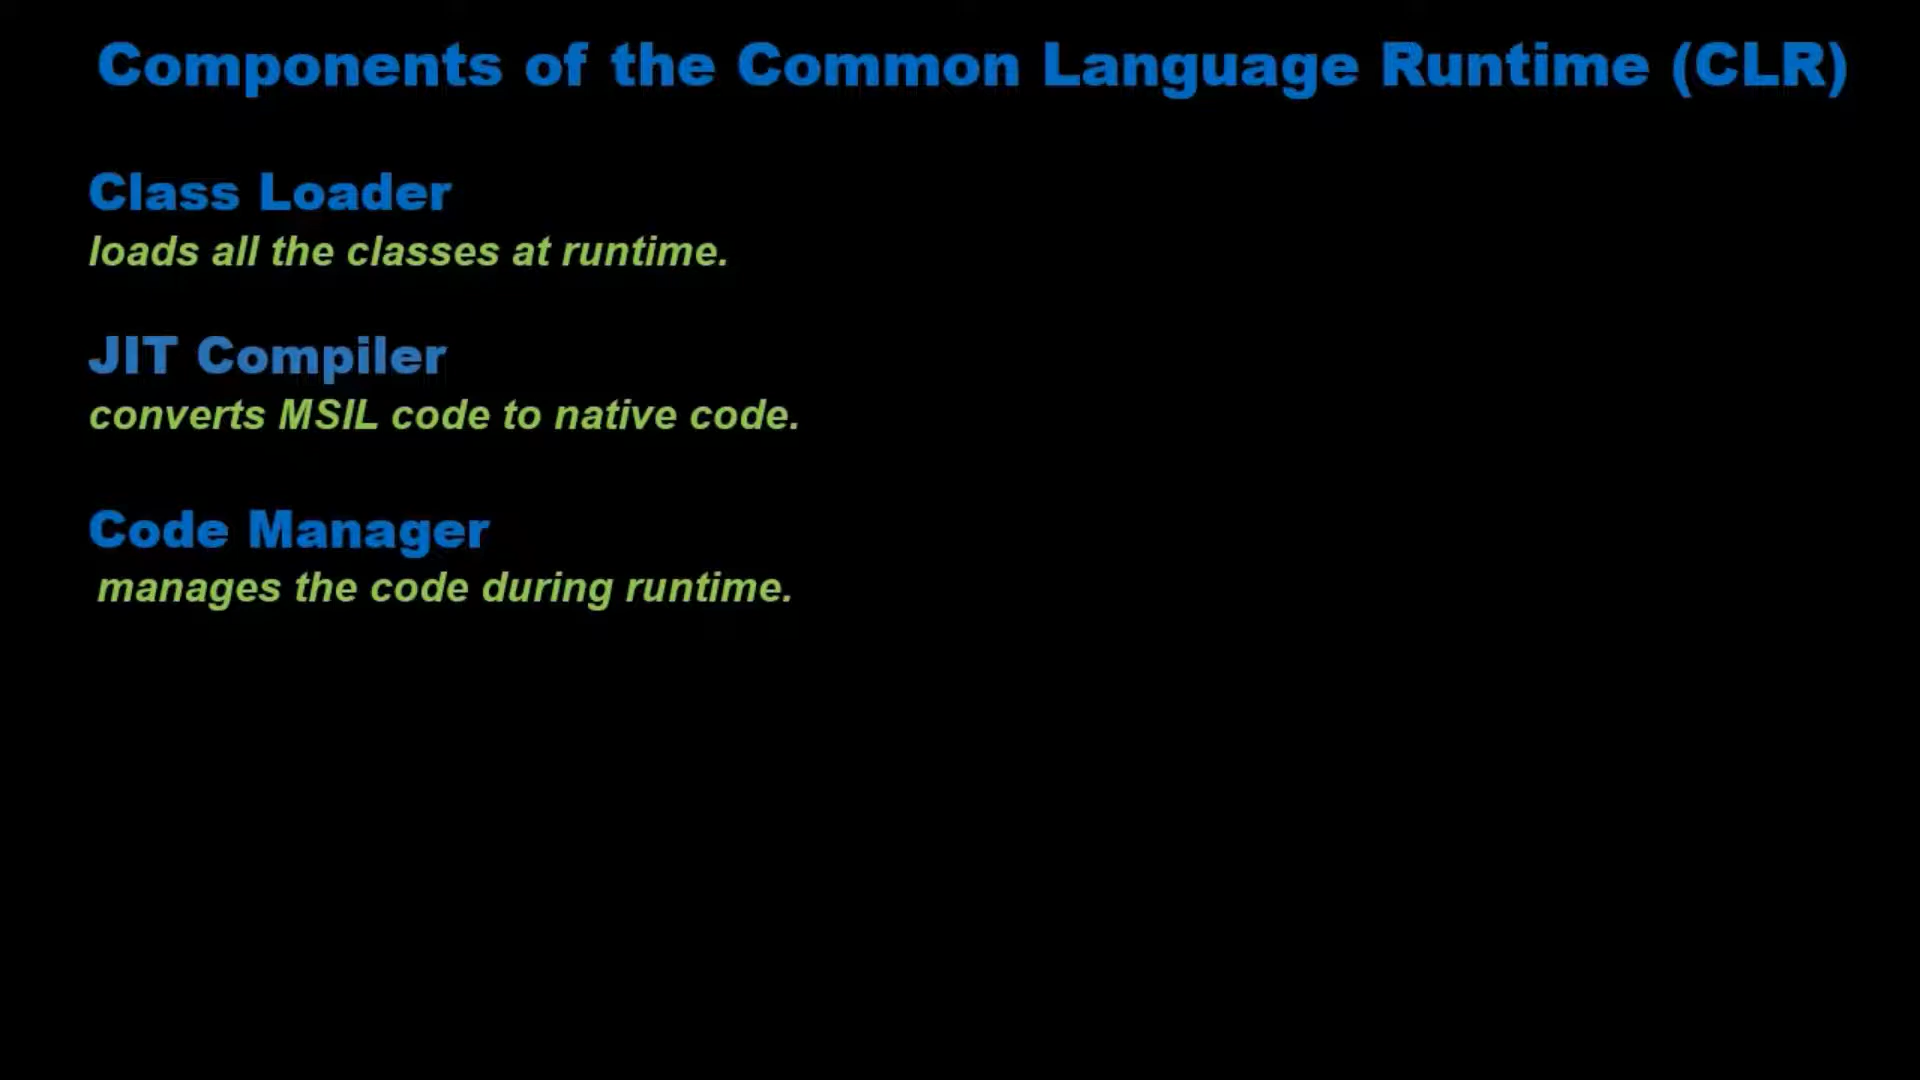 Components of the Common Language Runtime (CLR)
Class Loader
loads all the classes at runtime.
JIT Compiler
converts MSIL code to native code.
Code Manager
manages the code during runtime.